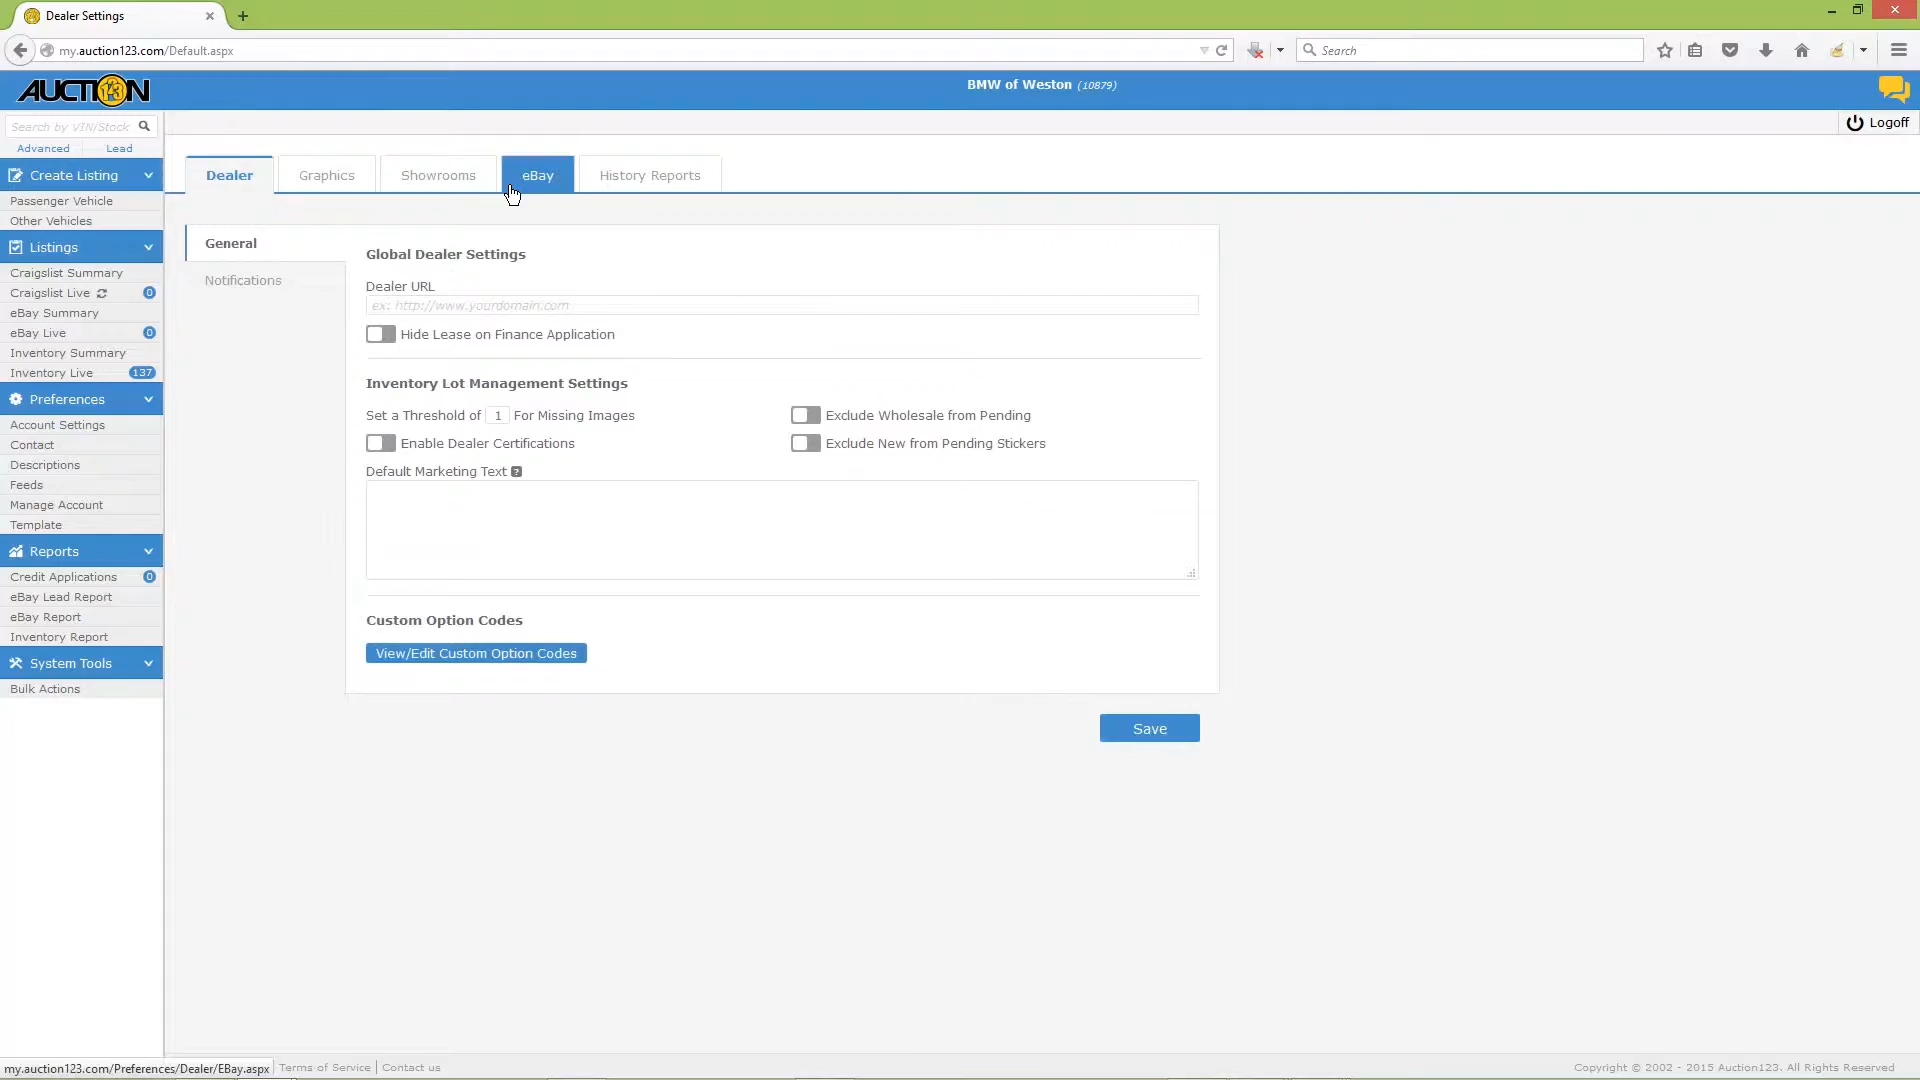 Dealer Settings
my.auction123.com/Default.aspx
Search
AUCTION 123
BMW of Weston (10879)
Search by VIN/Stock
Logoff
Advanced
Lead
Create Listing
Passenger Vehicle
Other Vehicles
Listings
Craigslist Summary
Craigslist Live 0
eBay Summary
eBay Live 0
Inventory Summary
Inventory Live 137
Preferences
Account Settings
Contact
Descriptions
Feeds
Manage Account
Template
Reports
Credit Applications 0
eBay Lead Report
eBay Report
Inventory Report
System Tools
Bulk Actions
Dealer
Graphics
Showrooms
eBay
History Reports
General
Notifications
Global Dealer Settings
Dealer URL
ex: http://www.yourdomain.com
Hide Lease on Finance Application
Inventory Lot Management Settings
Set a Threshold of 1 For Missing Images
Exclude Wholesale from Pending
Enable Dealer Certifications
Exclude New from Pending Stickers
Default Marketing Text ?
Custom Option Codes
View/Edit Custom Option Codes
Save
my.auction123.com/Preferences/Dealer/EBay.aspx
Terms of Service | Contact us
Copyright © 2002 - 2015 Auction123. All Rights Reserved